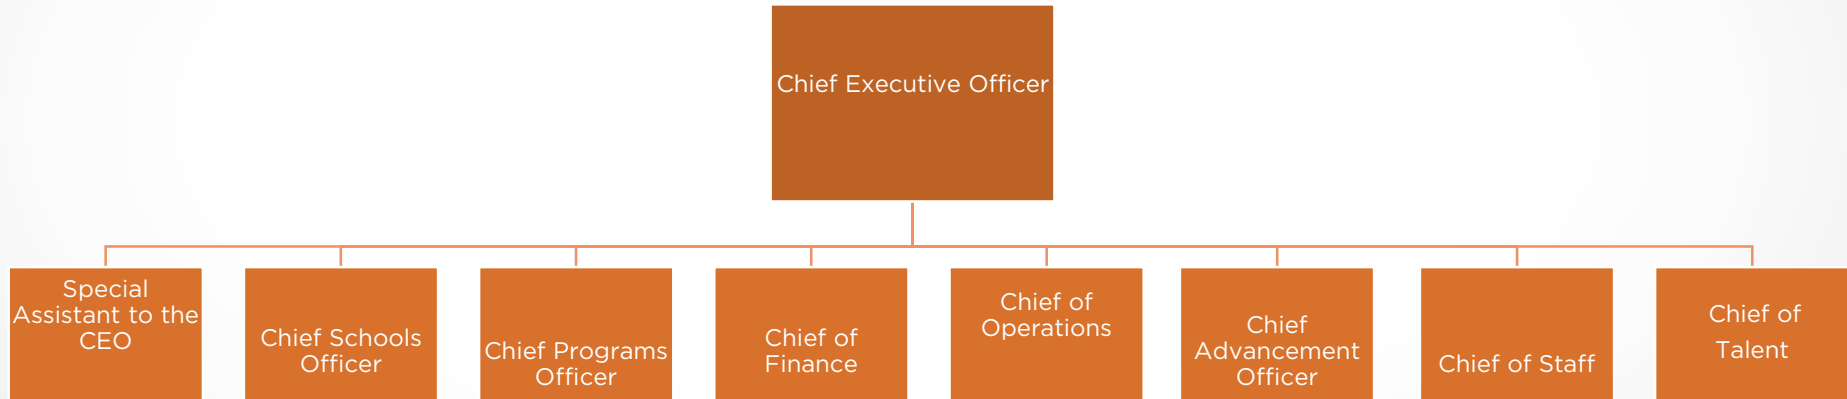 Chief Executive Officer
Special
Assistant to the
CEO
Chief Schools
Officer
Chief Programs
Officer
Chief of
Finance
Chief of
Operations
Chief
Advancement
Officer
Chief of Staff
Chief of
Talent